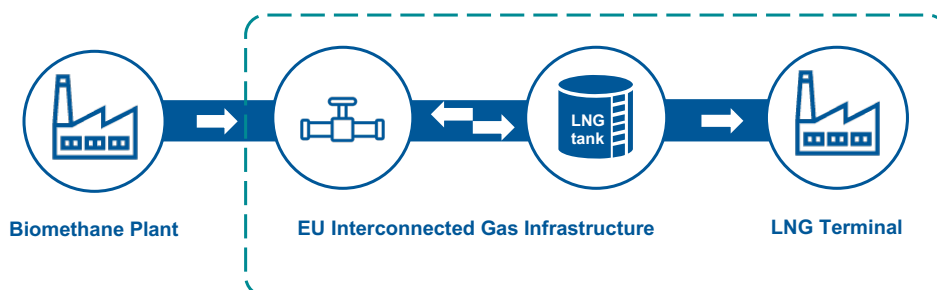 LNG
tank
Biomethane Plant
EU Interconnected Gas Infrastructure
LNG Terminal